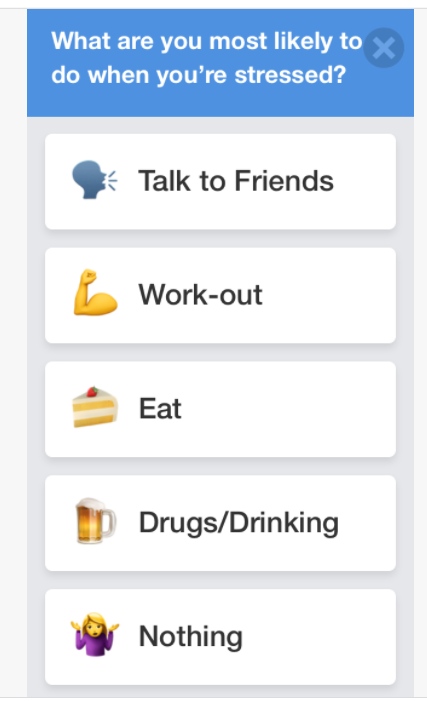 What are you most likely to
do when you’re stressed?
Talk to Friends
Work-out
Eat
Drugs/Drinking
Nothing